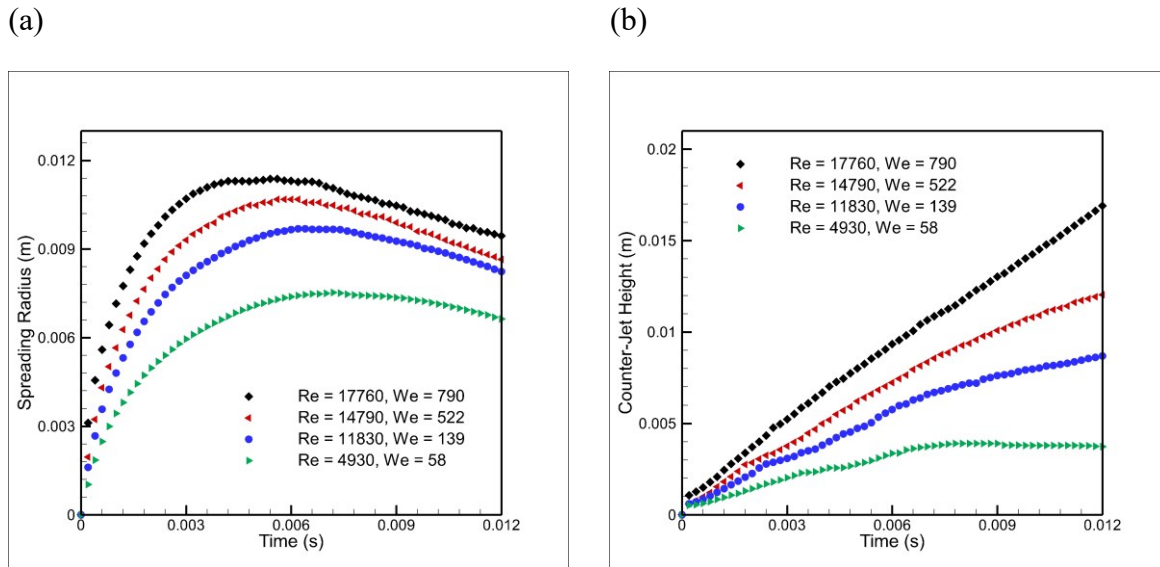 (a)
(b)
Spreading Radius (m)
0.012
0.009
0.006
0.003
0
Re = 17760, We = 790
Re = 14790, We = 522
Re = 11830, We = 139
Re = 4930, We = 58
0
0.003
0.006
0.009
0.012
Time (s)
Counter-Jet Height (m)
0.02
0.015
0.01
0.005
0
Re = 17760, We = 790
Re = 14790, We = 522
Re = 11830, We = 139
Re = 4930, We = 58
0
0.003
0.006
0.009
0.012
Time (s)